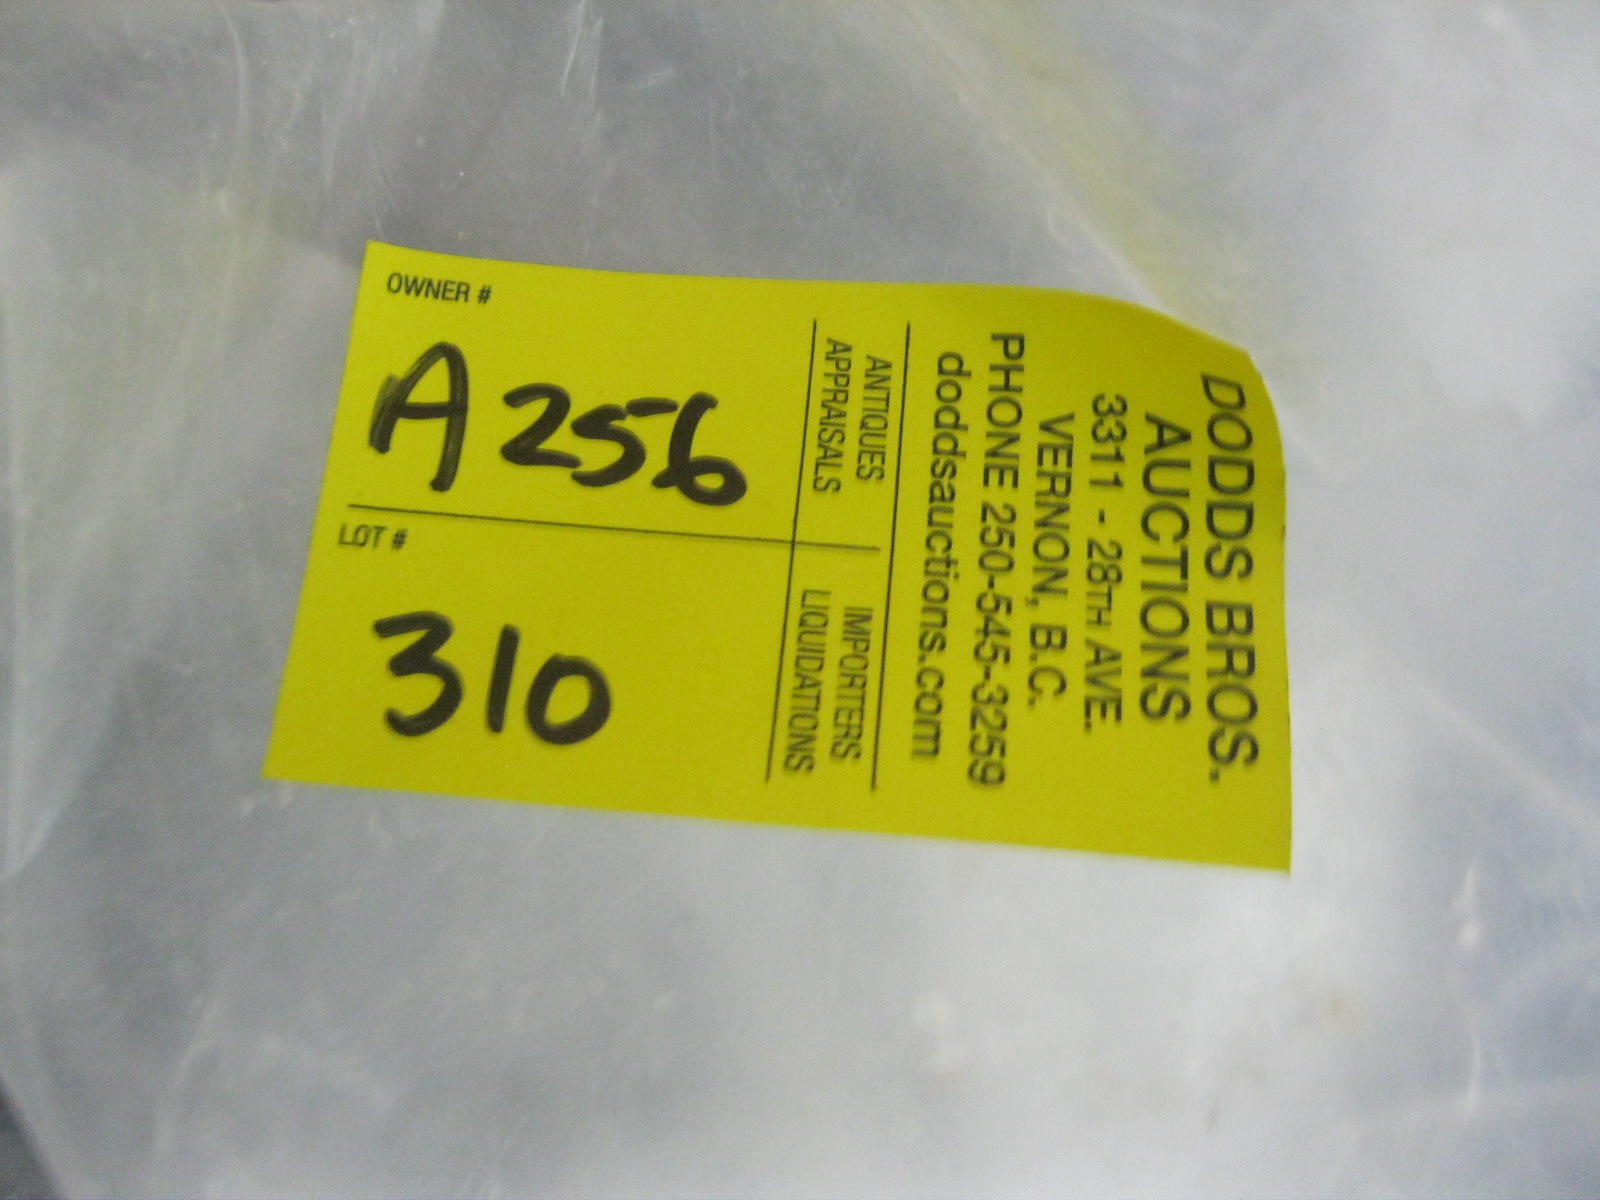 DODDS BROS.
AUCTIONS
3311 - 28TH AVE.
VERNON, B.C.
PHONE 250-545-3259
doddsauctions.com
ANTIQUES
APPRAISALS
IMPORTERS
LIQUIDATIONS
OWNER #
A256
LOT #
310